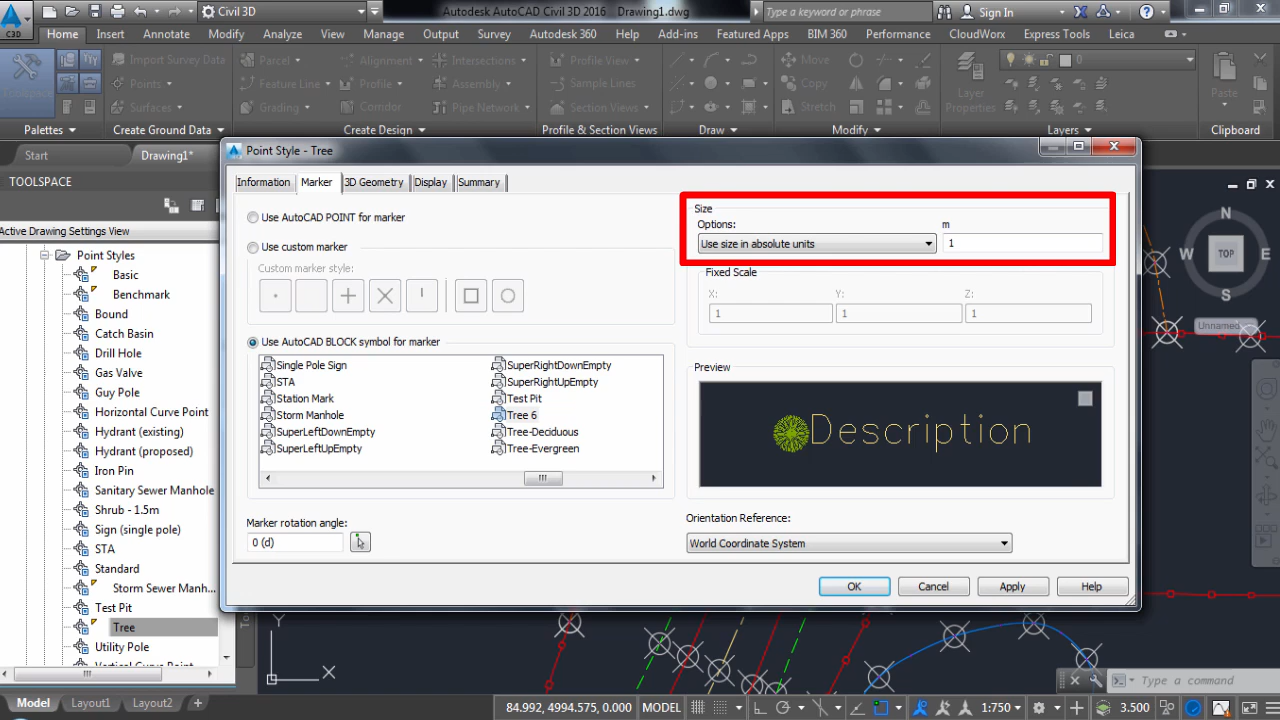 Civil 3D
Autodesk AutoCAD Civil 3D 2016 Drawing1.dwg
Type a keyword or phrase
Sign In
C3D
Home Insert Annotate Modify Analyze View Manage Output Survey Autodesk 360 Help Add-ins Featured Apps BIM 360 Performance CloudWorx Express Tools Leica
Toolspace
Import Survey Data
Points
Surfaces
Parcel
Feature Line
Grading
Alignment
Profile
Corridor
Intersections
Assembly
Pipe Network
Profile View
Sample Lines
Section Views
Move
Copy
Stretch
Layer
Properties
0
Paste
Palettes Create Ground Data Create Design Profile & Section Views Draw Modify Layers Clipboard
Start Drawing1*
TOOLSPACE
Active Drawing Settings View
Point Styles
Basic
Benchmark
Bound
Catch Basin
Drill Hole
Gas Valve
Guy Pole
Horizontal Curve Point
Hydrant (existing)
Hydrant (proposed)
Iron Pin
Sanitary Sewer Manhole
Shrub - 1.5m
Sign (single pole)
STA
Standard
Storm Sewer Manh...
Test Pit
Tree
Utility Pole
Vertical Curve Point
Point Style - Tree
Information Marker 3D Geometry Display Summary
Use AutoCAD POINT for marker
Use custom marker
Custom marker style:
Use AutoCAD BLOCK symbol for marker
Single Pole Sign
STA
Station Mark
Storm Manhole
SuperLeftDownEmpty
SuperLeftUpEmpty
SuperRightDownEmpty
SuperRightUpEmpty
Test Pit
Tree 6
Tree-Deciduous
Tree-Evergreen
Marker rotation angle:
0 (d)
Size
Options: m
Use size in absolute units 1
Fixed Scale
X: Y: Z:
1 1 1
Preview
Description
Orientation Reference:
World Coordinate System
OK Cancel Apply Help
N
W TOP E
S
Unnamed
Y
X
Type a command
Model Layout1 Layout2 +
84.992, 4994.575, 0.000 MODEL 1:750 3.500